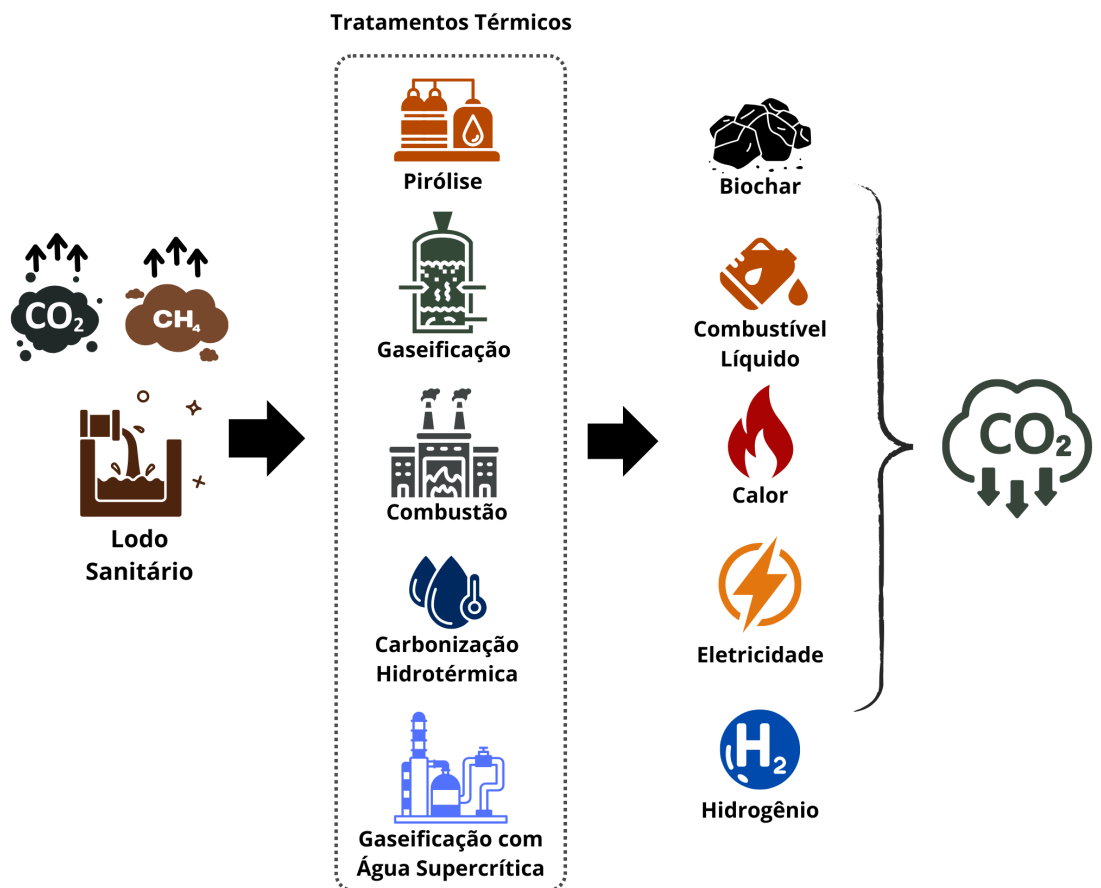 Tratamentos Térmicos
CO₂
CH₄
Lodo
Sanitário
Pirólise
Gaseificação
Combustão
Carbonização
Hidrotérmica
Gaseificação com
Água Supercrítica
Biochar
Combustível
Líquido
Calor
Eletricidade
H₂
Hidrogênio
CO₂